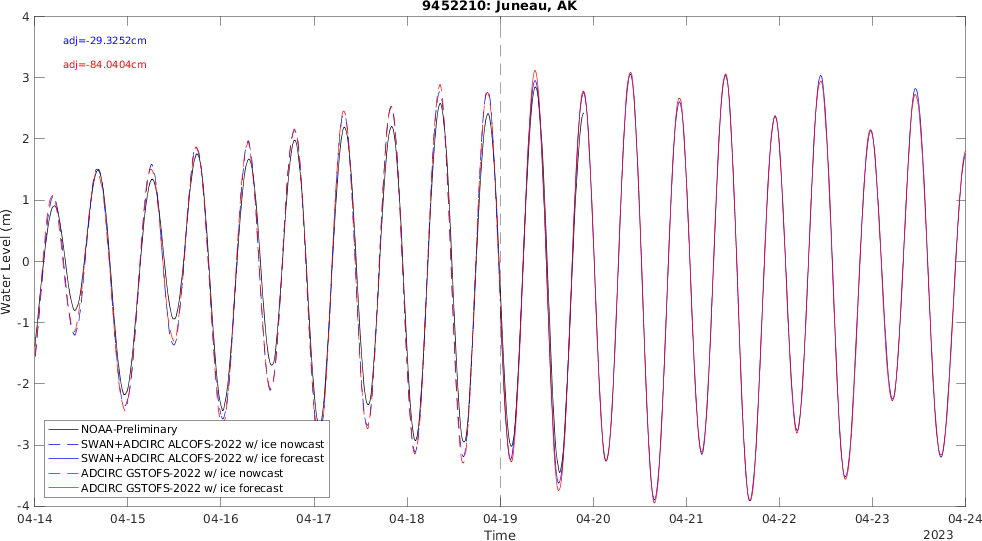 9452210: Juneau, AK
adj=-29.3252cm
adj=-84.0404cm
Water Level (m)
4
3
2
1
0
-1
-2
-3
-4
NOAA-Preliminary
SWAN+ADCIRC ALCOFS-2022 w/ ice nowcast
SWAN+ADCIRC ALCOFS-2022 w/ ice forecast
ADCIRC GSTOFS-2022 w/ ice nowcast
ADCIRC GSTOFS-2022 w/ ice forecast
04-14 04-15 04-16 04-17 04-18 04-19 04-20 04-21 04-22 04-23 04-24
Time
2023